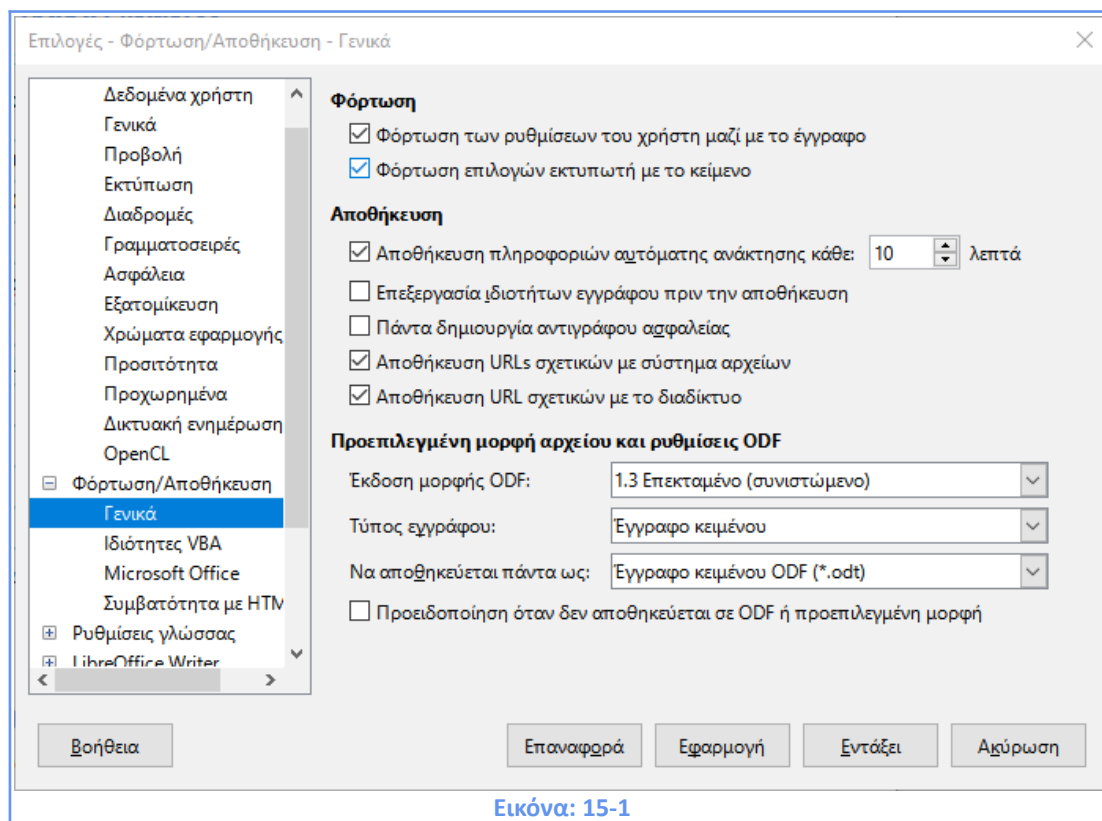 Επιλογές - Φόρτωση/Αποθήκευση - Γενικά
Δεδομένα χρήστη
Γενικά
Προβολή
Εκτύπωση
Διαδρομές
Γραμματοσειρές
Ασφάλεια
Εξατομίκευση
Χρώματα εφαρμογής
Προσιτότητα
Προχωρημένα
Δικτυακή ενημέρωση
OpenCL
Φόρτωση/Αποθήκευση
Γενικά
Ιδιότητες VBA
Microsoft Office
Συμβατότητα με HTM
Ρυθμίσεις γλώσσας
LibreOffice Writer
Φόρτωση
Φόρτωση των ρυθμίσεων του χρήστη μαζί με το έγγραφο
Φόρτωση επιλογών εκτυπωτή με το κείμενο
Αποθήκευση
Αποθήκευση πληροφοριών αυτόματης ανάκτησης κάθε: 10 λεπτά
Επεξεργασία ιδιοτήτων εγγράφου πριν την αποθήκευση
Πάντα δημιουργία αντιγράφου ασφαλείας
Αποθήκευση URLs σχετικών με σύστημα αρχείων
Αποθήκευση URL σχετικών με το διαδίκτυο
Προεπιλεγμένη μορφή αρχείου και ρυθμίσεις ODF
Έκδοση μορφής ODF: 1.3 Επεκταμένο (συνιστώμενο)
Τύπος εγγράφου: Έγγραφο κειμένου
Να αποθηκεύεται πάντα ως: Έγγραφο κειμένου ODF (*.odt)
Προειδοποίηση όταν δεν αποθηκεύεται σε ODF ή προεπιλεγμένη μορφή
Βοήθεια Επαναφορά Εφαρμογή Εντάξει Ακύρωση
Εικόνα: 15-1